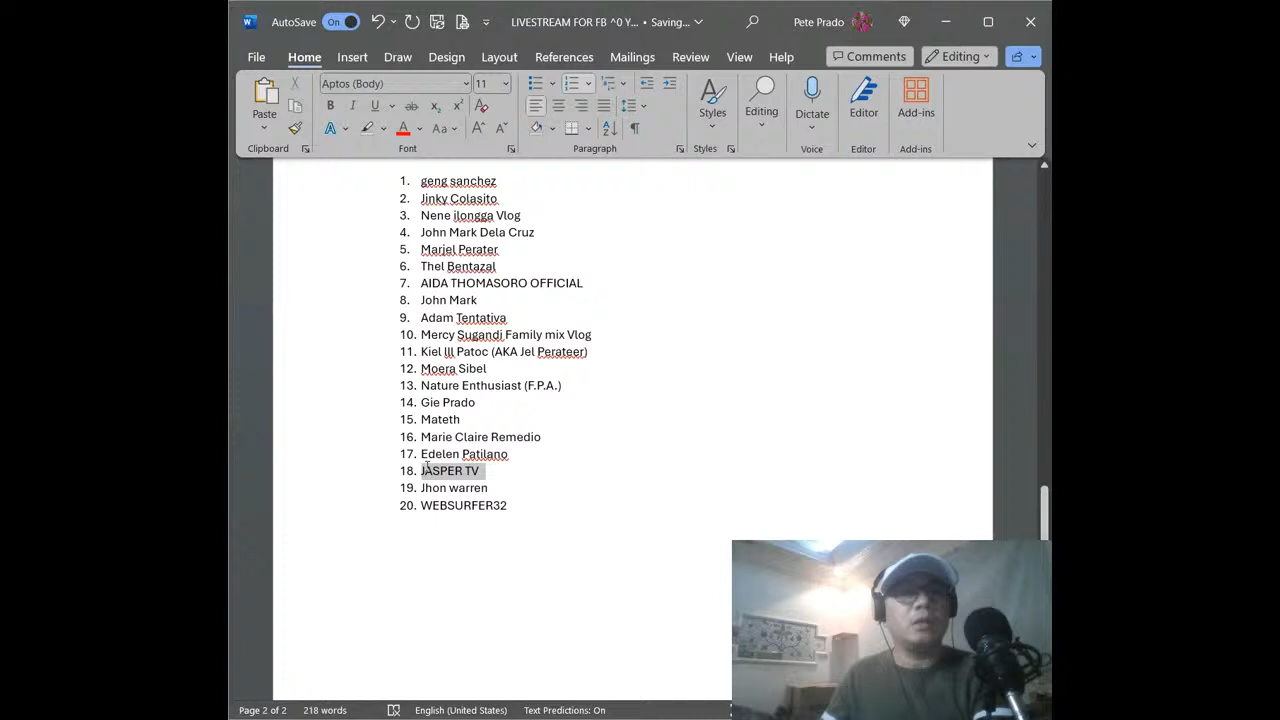 AutoSave On LIVESTREAM FOR FB ^0 Y... • Saving... Pete Prado
File Home Insert Draw Design Layout References Mailings Review View Help Comments Editing
Aptos (Body) 11
Paste Styles Editing Dictate Editor Add-ins
Clipboard Font Paragraph Styles Voice Editor Add-ins
1. geng sanchez
2. Jinky Colasito
3. Nene ilongga Vlog
4. John Mark Dela Cruz
5. Marjel Perater
6. Thel Bentazal
7. AIDA THOMASORO OFFICIAL
8. John Mark
9. Adam Tentativa
10. Mercy Sugandi Family mix Vlog
11. Kiel lll Patoc (AKA Jel Perateer)
12. Moera Sibel
13. Nature Enthusiast (F.P.A.)
14. Gie Prado
15. Mateth
16. Marie Claire Remedio
17. Edelen Patilano
18. JASPER TV
19. Jhon warren
20. WEBSURFER32
Page 2 of 2 218 words English (United States) Text Predictions: On